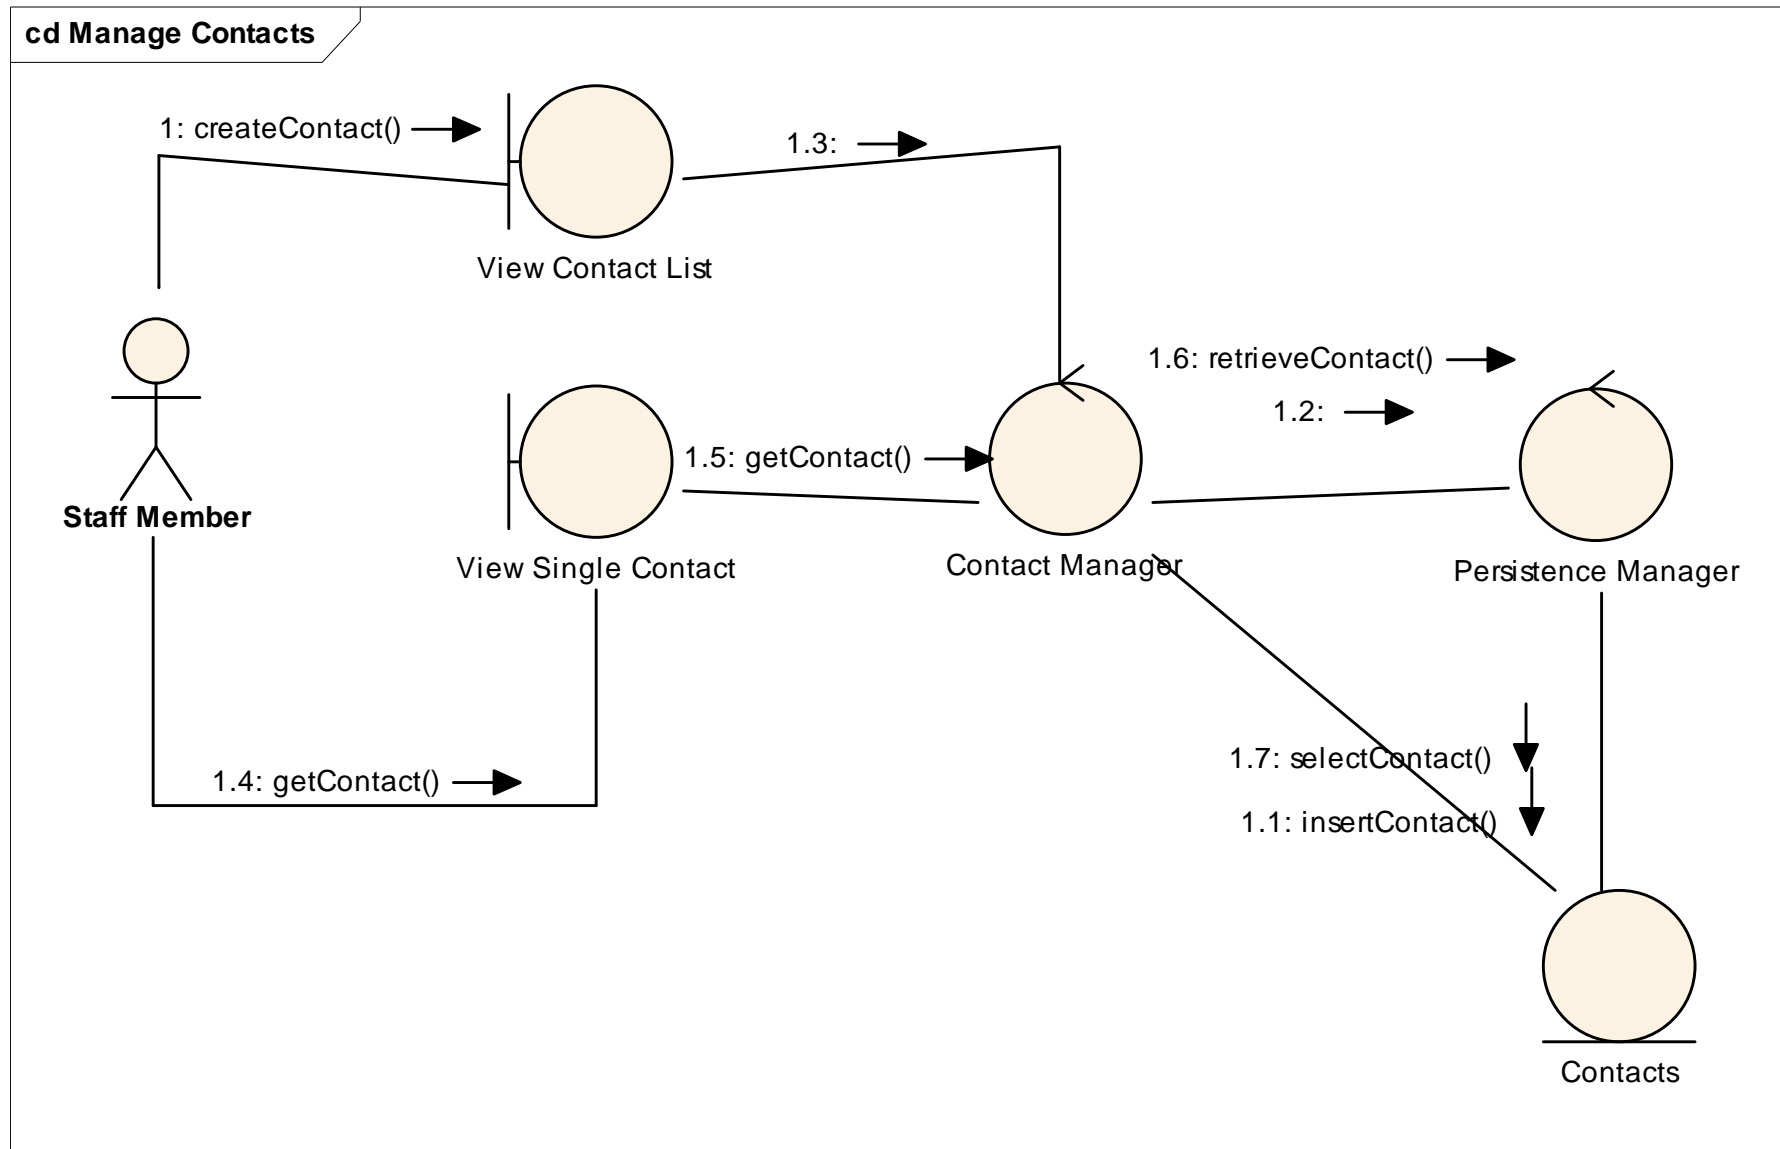 cd Manage Contacts
1: createContact()
1.3:
View Contact List
1.6: retrieveContact()
1.2:
1.5: getContact()
Staff Member
View Single Contact
Contact Manager
Persistence Manager
1.7: selectContact()
1.4: getContact()
1.1: insertContact()
Contacts